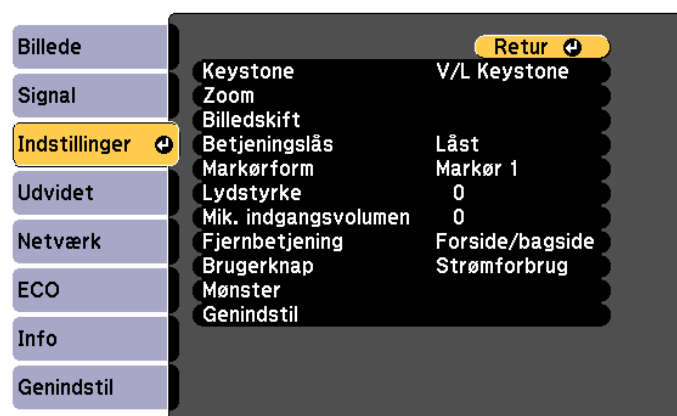 Billede
Signal
Indstillinger
Udvidet
Netværk
ECO
Info
Genindstil
Retur
Keystone V/L Keystone
Zoom
Billedskift
Betjeningslås Låst
Markørform Markør 1
Lydstyrke 0
Mik. indgangsvolumen 0
Fjernbetjening Forside/bagside
Brugerknap Strømforbrug
Mønster
Genindstil